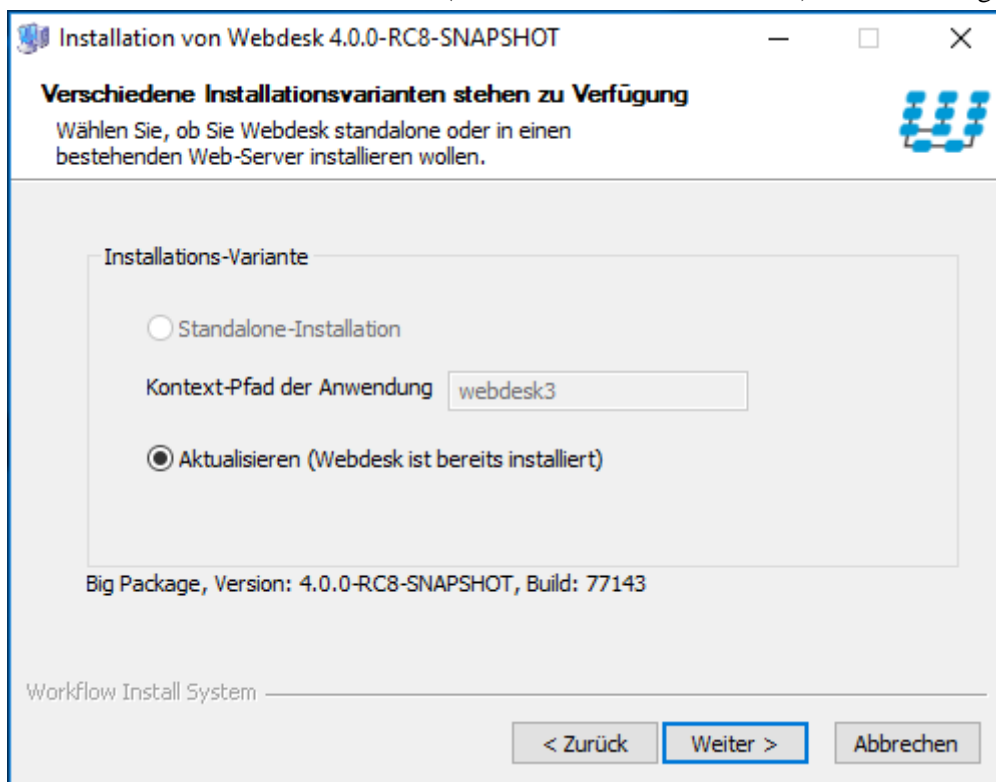 Installation von Webdesk 4.0.0-RC8-SNAPSHOT
Verschiedene Installationsvarianten stehen zu Verfügung
Wählen Sie, ob Sie Webdesk standalone oder in einen
bestehenden Web-Server installieren wollen.
Installations-Variante
Standalone-Installation
Kontext-Pfad der Anwendung webdesk3
Aktualisieren (Webdesk ist bereits installiert)
Big Package, Version: 4.0.0-RC8-SNAPSHOT, Build: 77143
Workflow Install System
< Zurück Weiter > Abbrechen